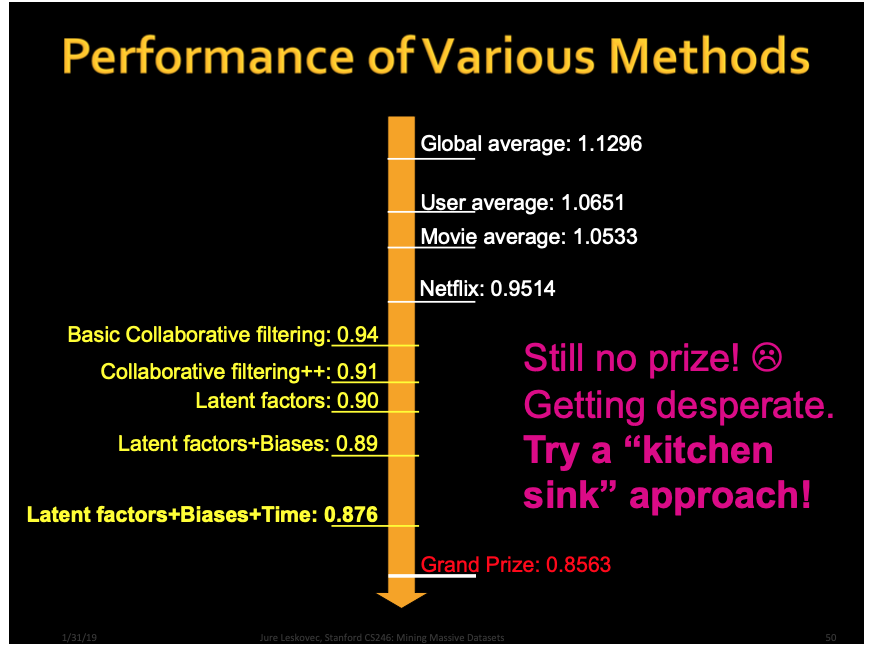 Performance of Various Methods
Global average: 1.1296
User average: 1.0651
Movie average: 1.0533
Netflix: 0.9514
Basic Collaborative filtering: 0.94
Collaborative filtering++: 0.91
Latent factors: 0.90
Latent factors+Biases: 0.89
Latent factors+Biases+Time: 0.876
Still no prize! ☹
Getting desperate.
Try a “kitchen
sink” approach!
Grand Prize: 0.8563
1/31/19
Jure Leskovec, Stanford CS246: Mining Massive Datasets
50